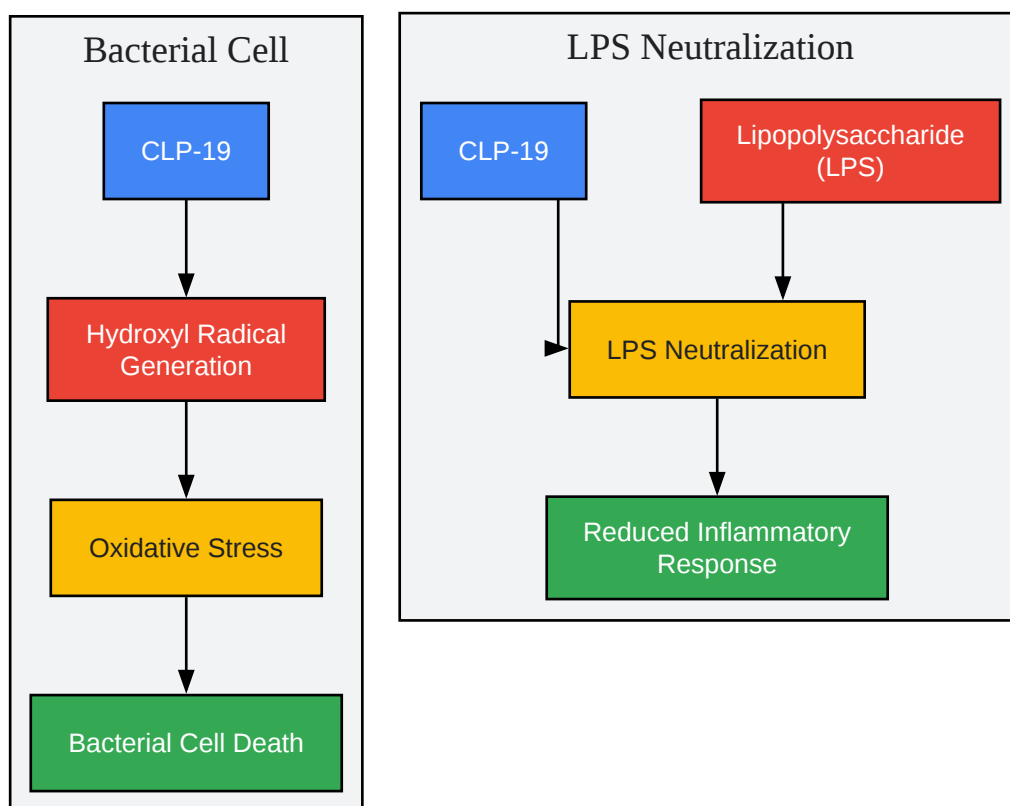 Bacterial Cell
CLP-19
Hydroxyl Radical
Generation
Oxidative Stress
Bacterial Cell Death
LPS Neutralization
CLP-19
Lipopolysaccharide
(LPS)
LPS Neutralization
Reduced Inflammatory
Response